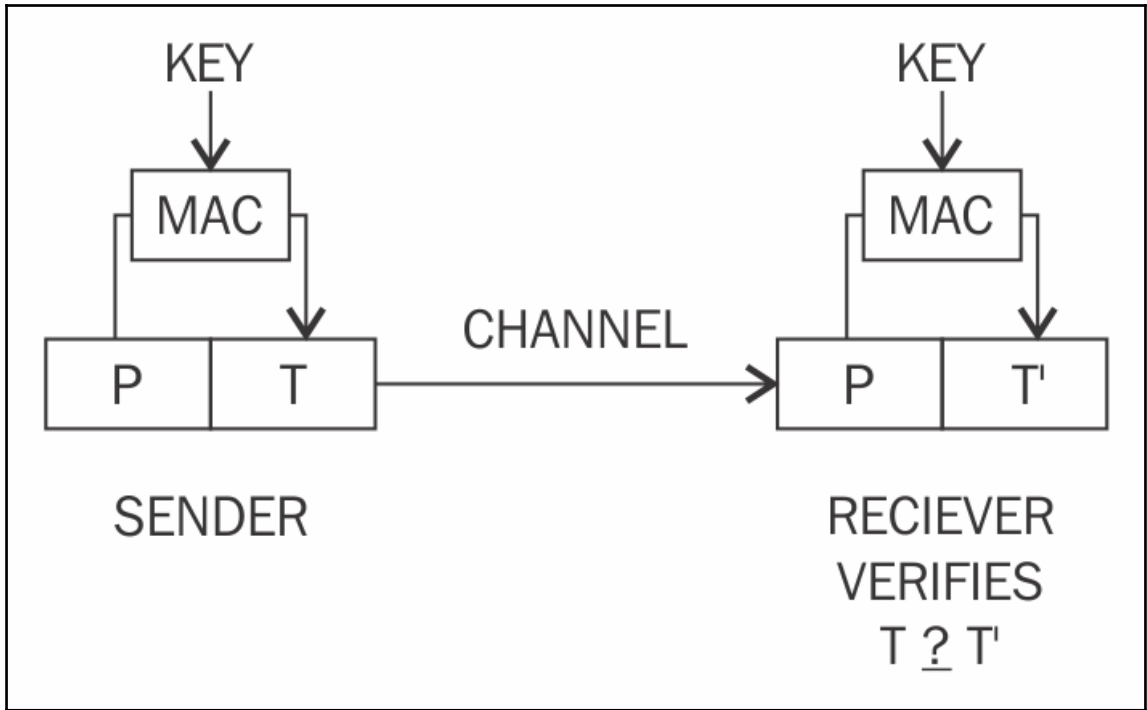 KEY
KEY
MAC
MAC
CHANNEL
P
T
P
T'
SENDER
RECIEVER
VERIFIES
T ? T'